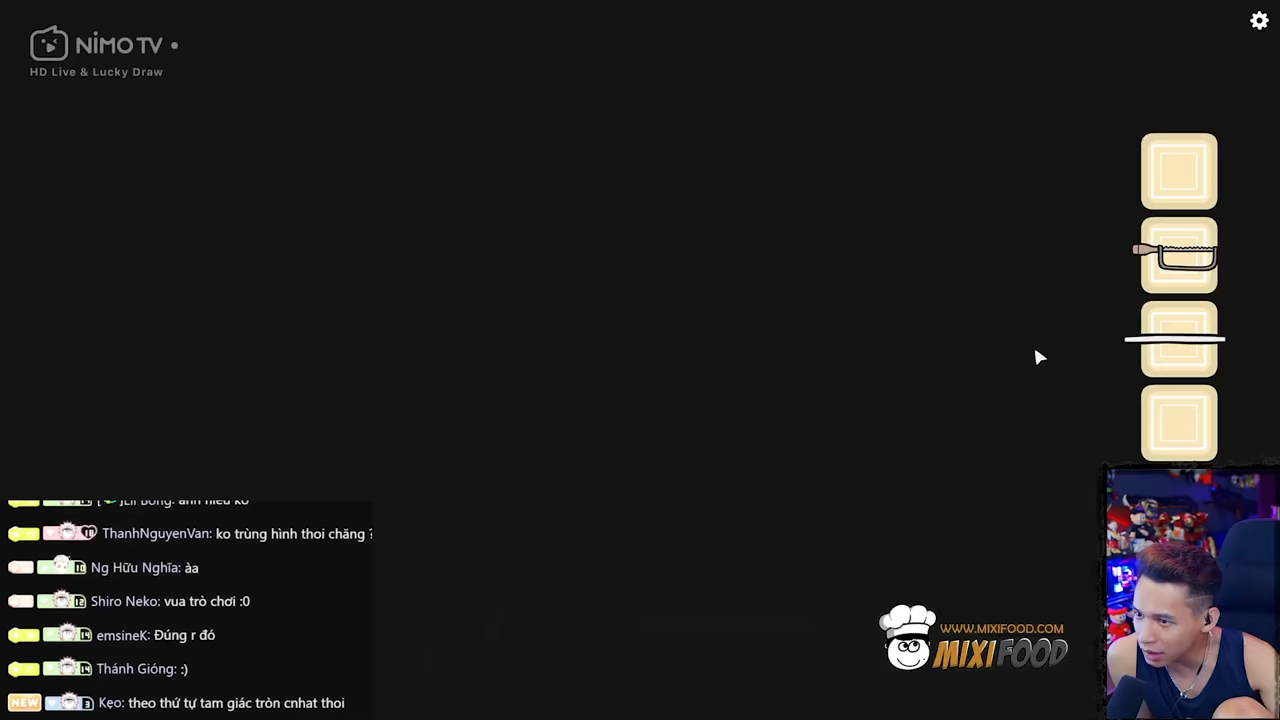 NIMO TV
HD Live & Lucky Draw
ThanhNguyenVan: ko trùng hình thoi chăng ?
Ng Hữu Nghĩa: àa
Shiro Neko: vua trò chơi :0
emsineK: Đúng r đó
Thánh Gióng: :)
NEW Kẹo: theo thứ tự tam giác tròn cnhat thoi
WWW.MIXIFOOD.COM
MIXIFOOD